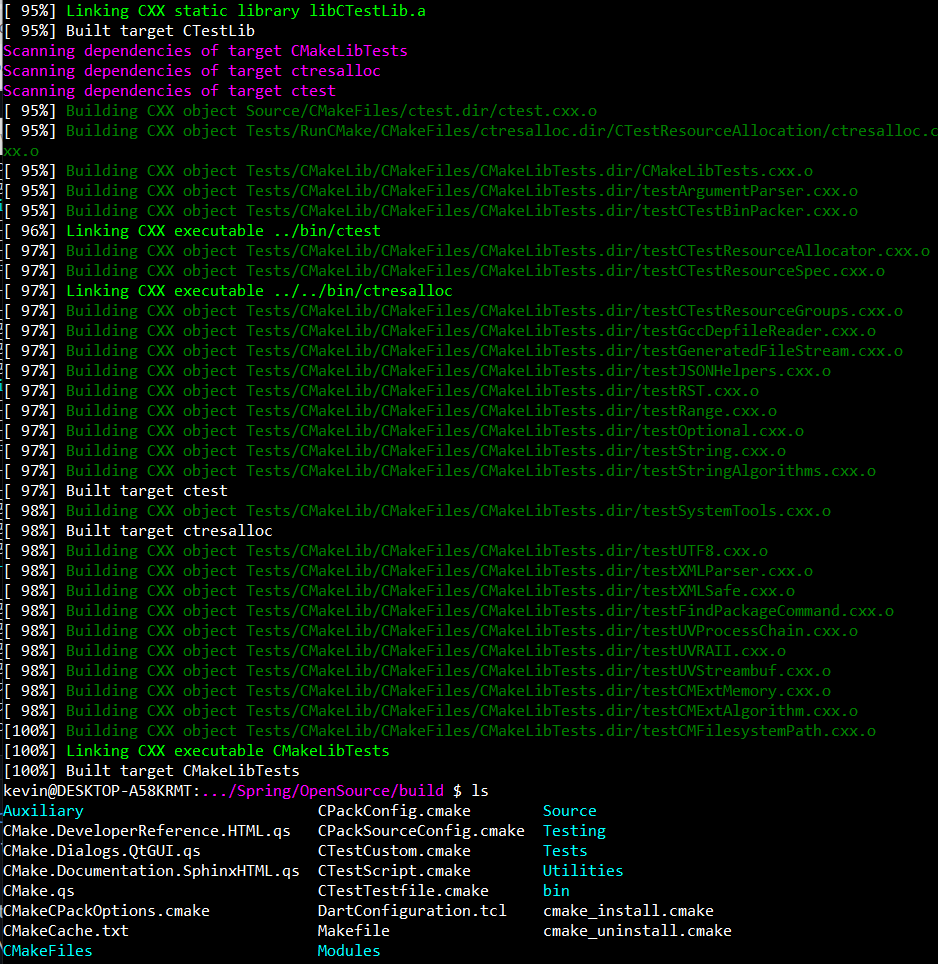 [ 95%] Linking CXX static library libCTestLib.a
[ 95%] Built target CTestLib
Scanning dependencies of target CMakeLibTests
Scanning dependencies of target ctresalloc
Scanning dependencies of target ctest
[ 95%] Building CXX object Source/CMakeFiles/ctest.dir/ctest.cxx.o
[ 95%] Building CXX object Tests/RunCMake/CMakeFiles/ctresalloc.dir/CTestResourceAllocation/ctresalloc.c
xx.o
[ 95%] Building CXX object Tests/CMakeLib/CMakeFiles/CMakeLibTests.dir/CMakeLibTests.cxx.o
[ 95%] Building CXX object Tests/CMakeLib/CMakeFiles/CMakeLibTests.dir/testArgumentParser.cxx.o
[ 95%] Building CXX object Tests/CMakeLib/CMakeFiles/CMakeLibTests.dir/testCTestBinPacker.cxx.o
[ 96%] Linking CXX executable ../bin/ctest
[ 97%] Building CXX object Tests/CMakeLib/CMakeFiles/CMakeLibTests.dir/testCTestResourceAllocator.cxx.o
[ 97%] Building CXX object Tests/CMakeLib/CMakeFiles/CMakeLibTests.dir/testCTestResourceSpec.cxx.o
[ 97%] Linking CXX executable ../../bin/ctresalloc
[ 97%] Building CXX object Tests/CMakeLib/CMakeFiles/CMakeLibTests.dir/testCTestResourceGroups.cxx.o
[ 97%] Building CXX object Tests/CMakeLib/CMakeFiles/CMakeLibTests.dir/testGccDepfileReader.cxx.o
[ 97%] Building CXX object Tests/CMakeLib/CMakeFiles/CMakeLibTests.dir/testGeneratedFileStream.cxx.o
[ 97%] Building CXX object Tests/CMakeLib/CMakeFiles/CMakeLibTests.dir/testJSONHelpers.cxx.o
[ 97%] Building CXX object Tests/CMakeLib/CMakeFiles/CMakeLibTests.dir/testRST.cxx.o
[ 97%] Building CXX object Tests/CMakeLib/CMakeFiles/CMakeLibTests.dir/testRange.cxx.o
[ 97%] Building CXX object Tests/CMakeLib/CMakeFiles/CMakeLibTests.dir/testOptional.cxx.o
[ 97%] Building CXX object Tests/CMakeLib/CMakeFiles/CMakeLibTests.dir/testString.cxx.o
[ 97%] Building CXX object Tests/CMakeLib/CMakeFiles/CMakeLibTests.dir/testStringAlgorithms.cxx.o
[ 97%] Built target ctest
[ 98%] Building CXX object Tests/CMakeLib/CMakeFiles/CMakeLibTests.dir/testSystemTools.cxx.o
[ 98%] Built target ctresalloc
[ 98%] Building CXX object Tests/CMakeLib/CMakeFiles/CMakeLibTests.dir/testUTF8.cxx.o
[ 98%] Building CXX object Tests/CMakeLib/CMakeFiles/CMakeLibTests.dir/testXMLParser.cxx.o
[ 98%] Building CXX object Tests/CMakeLib/CMakeFiles/CMakeLibTests.dir/testXMLSafe.cxx.o
[ 98%] Building CXX object Tests/CMakeLib/CMakeFiles/CMakeLibTests.dir/testFindPackageCommand.cxx.o
[ 98%] Building CXX object Tests/CMakeLib/CMakeFiles/CMakeLibTests.dir/testUVProcessChain.cxx.o
[ 98%] Building CXX object Tests/CMakeLib/CMakeFiles/CMakeLibTests.dir/testUVRAII.cxx.o
[ 98%] Building CXX object Tests/CMakeLib/CMakeFiles/CMakeLibTests.dir/testUVStreambuf.cxx.o
[ 98%] Building CXX object Tests/CMakeLib/CMakeFiles/CMakeLibTests.dir/testCMExtMemory.cxx.o
[ 98%] Building CXX object Tests/CMakeLib/CMakeFiles/CMakeLibTests.dir/testCMExtAlgorithm.cxx.o
[100%] Building CXX object Tests/CMakeLib/CMakeFiles/CMakeLibTests.dir/testCMFilesystemPath.cxx.o
[100%] Linking CXX executable CMakeLibTests
[100%] Built target CMakeLibTests
kevin@DESKTOP-A58KRMT:.../Spring/OpenSource/build $ ls
Auxiliary CPackConfig.cmake Source
CMake.DeveloperReference.HTML.qs CPackSourceConfig.cmake Testing
CMake.Dialogs.QtGUI.qs CTestCustom.cmake Tests
CMake.Documentation.SphinxHTML.qs CTestScript.cmake Utilities
CMake.qs CTestTestfile.cmake bin
CMakeCPackOptions.cmake DartConfiguration.tcl cmake_install.cmake
CMakeCache.txt Makefile cmake_uninstall.cmake
CMakeFiles Modules